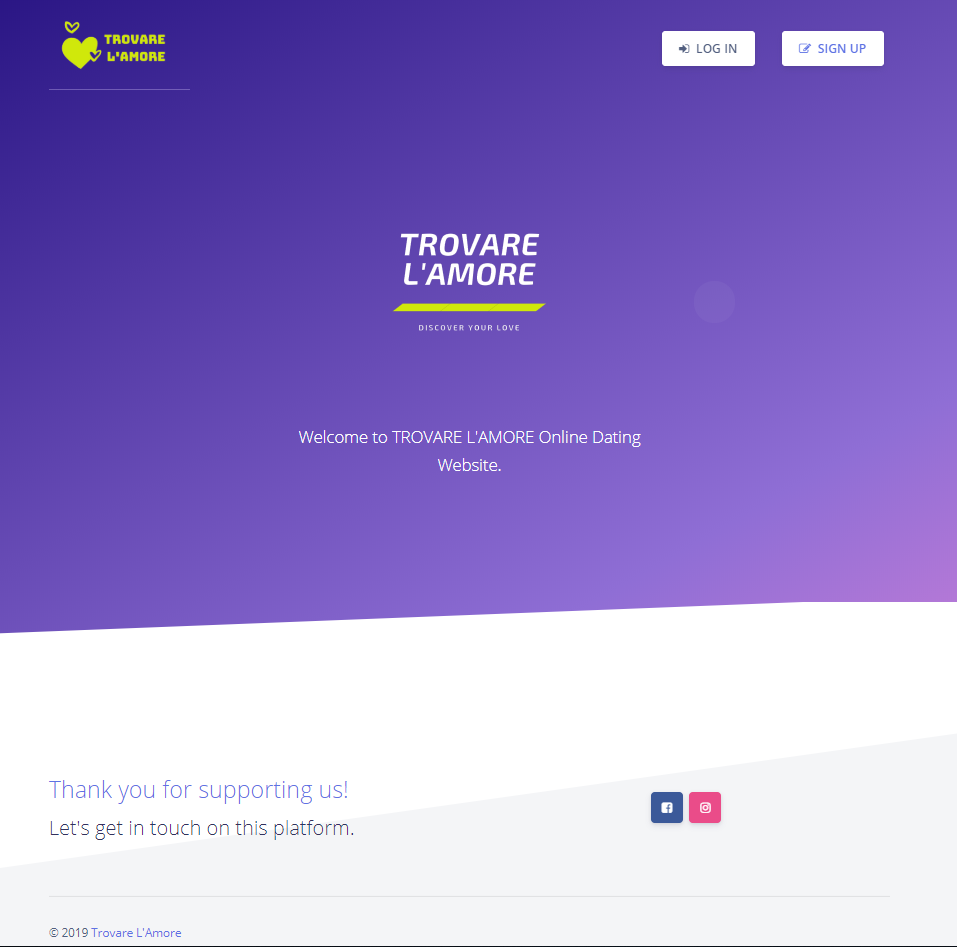 TROVARE
L'AMORE
LOG IN
SIGN UP
TROVARE
L'AMORE
DISCOVER YOUR LOVE
Welcome to TROVARE L'AMORE Online Dating
Website.
Thank you for supporting us!
Let's get in touch on this platform.
© 2019 Trovare L'Amore